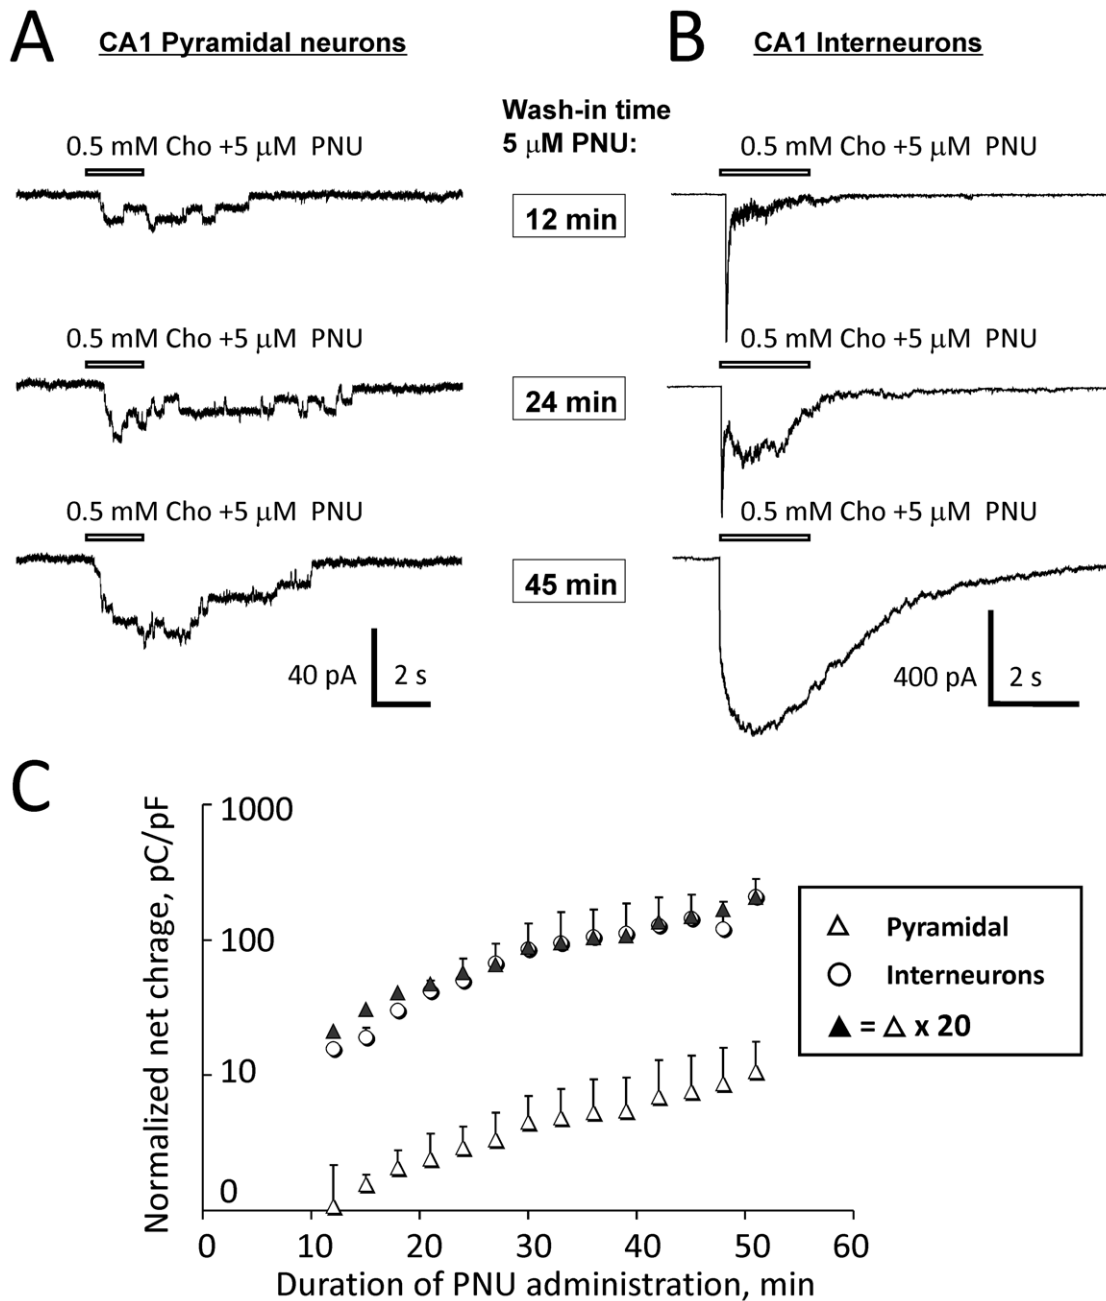 A
CA1 Pyramidal neurons
B
CA1 Interneurons
Wash-in time
5 μM PNU:
0.5 mM Cho +5 μM PNU
0.5 mM Cho +5 μM PNU
12 min
0.5 mM Cho +5 μM PNU
0.5 mM Cho +5 μM PNU
24 min
0.5 mM Cho +5 μM PNU
0.5 mM Cho +5 μM PNU
45 min
40 pA
2 s
400 pA
2 s
C
Normalized net chrage, pC/pF
1000
100
10
0
0 10 20 30 40 50 60
Duration of PNU administration, min
△ Pyramidal
○ Interneurons
▲ = △ x 20